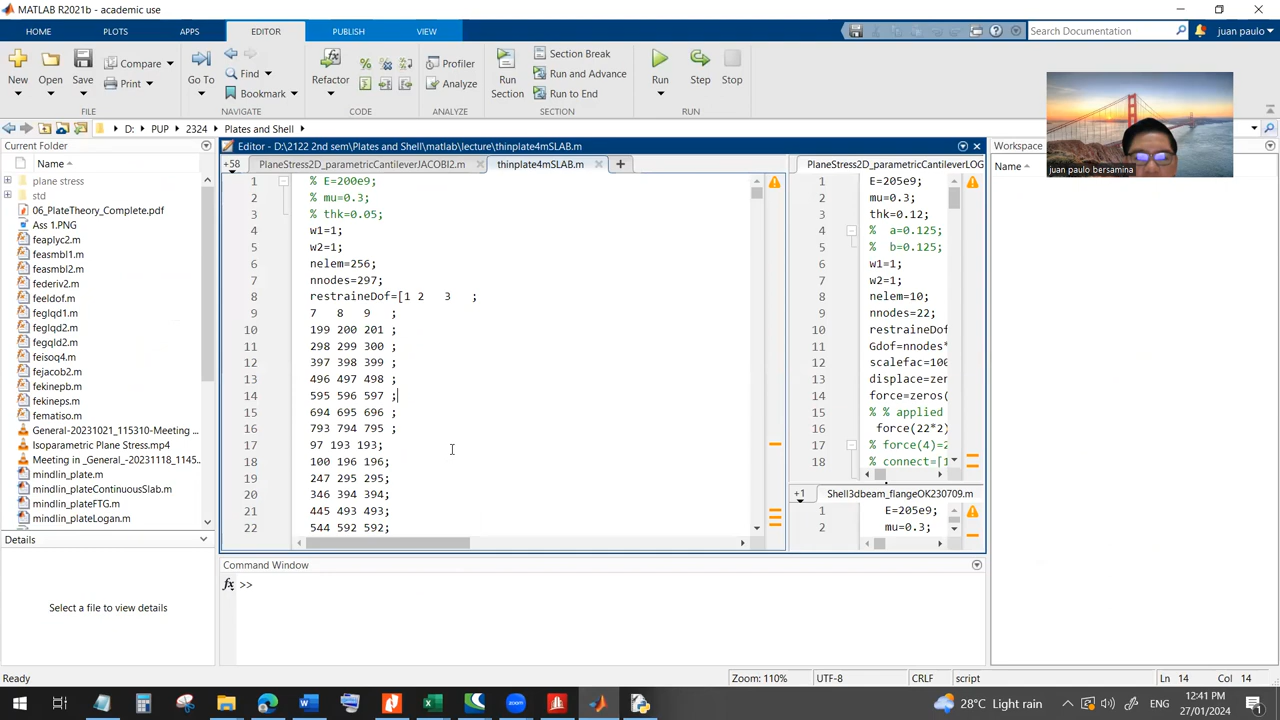 MATLAB R2021b - academic use
HOME PLOTS APPS EDITOR PUBLISH VIEW
Search Documentation juan paulo
New Open Save Compare Print Go To Find Bookmark Refactor Profiler Analyze Run Section Section Break Run and Advance Run to End Run Step Stop
FILE NAVIGATE CODE ANALYZE SECTION RUN
D: PUP 2324 Plates and Shell
Current Folder
Name
plane stress
std
06_PlateTheory_Complete.pdf
Ass 1.PNG
feaplyc2.m
feasmbl1.m
feasmbl2.m
federiv2.m
feeldof.m
feglqd1.m
feglqd2.m
fegqld2.m
feisoq4.m
fejacob2.m
fekinepb.m
fekineps.m
fematiso.m
General-20231021_115310-Meeting ...
Isoparametric Plane Stress.mp4
Meeting in _General_-20231118_1145...
mindlin_plate.m
mindlin_plateContinuousSlab.m
mindlin_plateFTG.m
mindlin_plateLogan.m
Details
Select a file to view details
Editor - D:\2122 2nd sem\Plates and Shell\matlab\lecture\thinplate4mSLAB.m
+58 PlaneStress2D_parametricCantileverJACOBI2.m thinplate4mSLAB.m
1 % E=200e9;
2 % mu=0.3;
3 % thk=0.05;
4 w1=1;
5 w2=1;
6 nelem=256;
7 nnodes=297;
8 restraineDof=[1 2 3 ;
9 7 8 9 ;
10 199 200 201 ;
11 298 299 300 ;
12 397 398 399 ;
13 496 497 498 ;
14 595 596 597 ;
15 694 695 696 ;
16 793 794 795 ;
17 97 193 193;
18 100 196 196;
19 247 295 295;
20 346 394 394;
21 445 493 493;
22 544 592 592;
PlaneStress2D_parametricCantileverLOG
1 E=205e9;
2 mu=0.3;
3 thk=0.12;
4 % a=0.125;
5 % b=0.125;
6 w1=1;
7 w2=1;
8 nelem=10;
9 nnodes=22;
10 restraineDof
11 Gdof=nnodes*
12 scalefac=100
13 displace=zer
14 force=zeros(
15 % % applied
16 force(22*2)
17 % force(4)=2
18 % connect=[1
+1 Shell3dbeam_flangeOK230709.m
1 E=205e9;
2 mu=0.3;
Command Window
fx >>
Workspace
Name
juan paulo bersamina
Ready
Zoom: 110% UTF-8 CRLF script Ln 14 Col 21
28°C Light rain
ENG
12:41 PM
27/01/2024